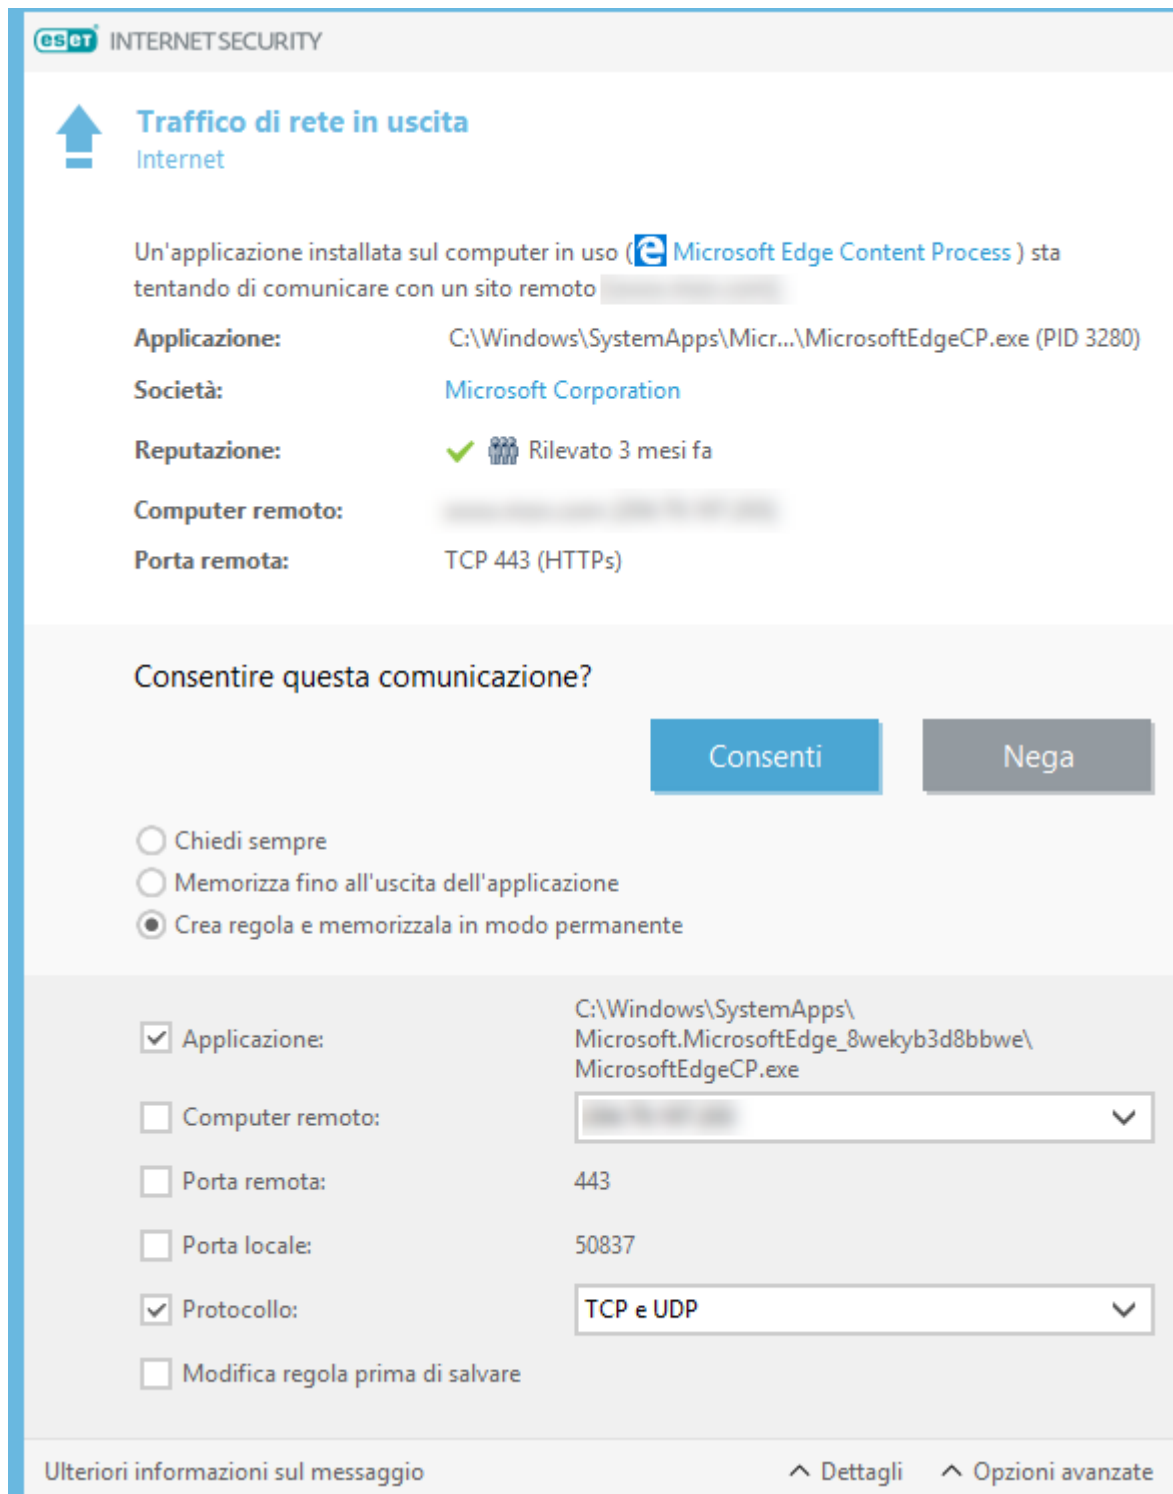 eset INTERNET SECURITY
Traffico di rete in uscita
Internet
Un'applicazione installata sul computer in uso ( Microsoft Edge Content Process ) sta
tentando di comunicare con un sito remoto
Applicazione: C:\Windows\SystemApps\Micr...\MicrosoftEdgeCP.exe (PID 3280)
Società: Microsoft Corporation
Reputazione: Rilevato 3 mesi fa
Computer remoto:
Porta remota: TCP 443 (HTTPs)
Consentire questa comunicazione?
Consenti Nega
Chiedi sempre
Memorizza fino all'uscita dell'applicazione
Crea regola e memorizzala in modo permanente
C:\Windows\SystemApps\
Applicazione: Microsoft.MicrosoftEdge_8wekyb3d8bbwe\
MicrosoftEdgeCP.exe
Computer remoto:
Porta remota: 443
Porta locale: 50837
Protocollo: TCP e UDP
Modifica regola prima di salvare
Ulteriori informazioni sul messaggio Dettagli Opzioni avanzate